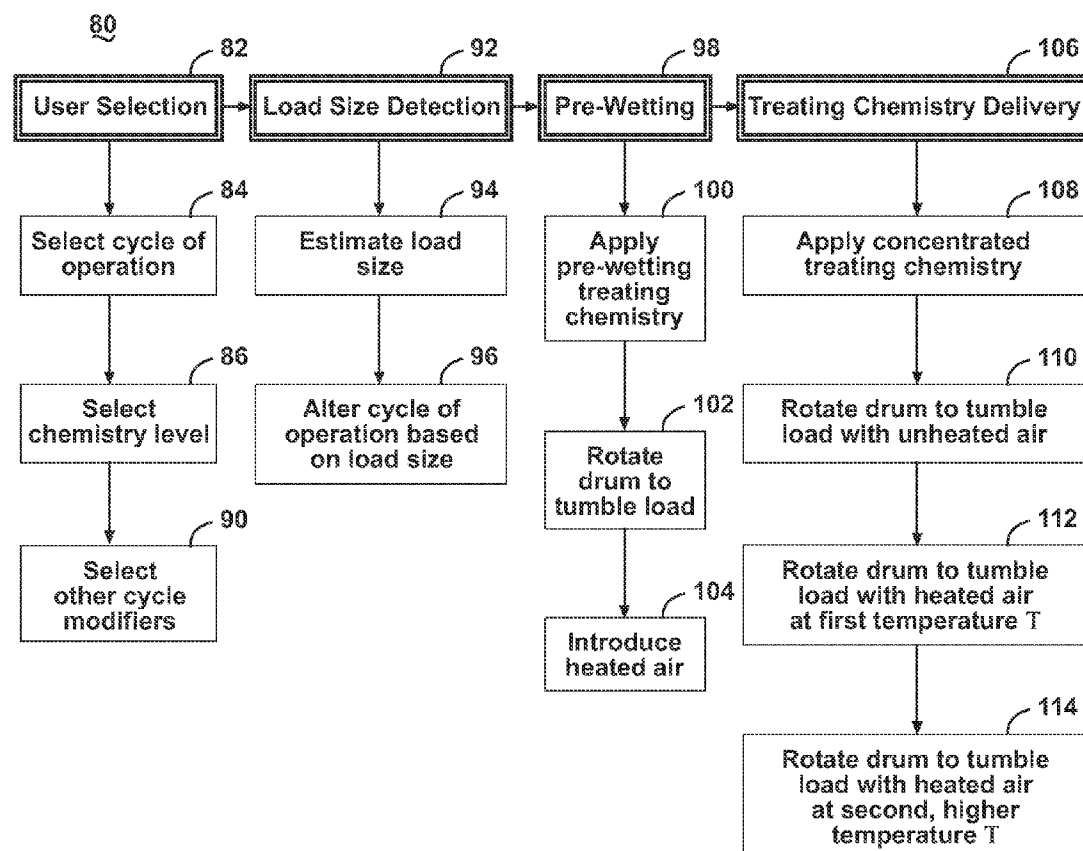 80
82
User Selection
92
Load Size Detection
98
Pre-Wetting
106
Treating Chemistry Delivery
84
Select cycle of
operation
86
Select
chemistry level
90
Select
other cycle
modifiers
94
Estimate load
size
96
Alter cycle of
operation based
on load size
100
Apply
pre-wetting
treating
chemistry
102
Rotate
drum to
tumble load
104
Introduce
heated air
108
Apply concentrated
treating chemistry
110
Rotate drum to tumble
load with unheated air
112
Rotate drum to tumble
load with heated air
at first temperature T
114
Rotate drum to tumble
load with heated air
at second, higher
temperature T